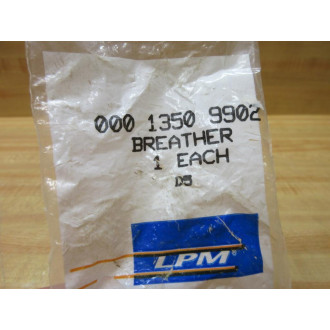 000 1350 9902
BREATHER
1 EACH
D5
LPM